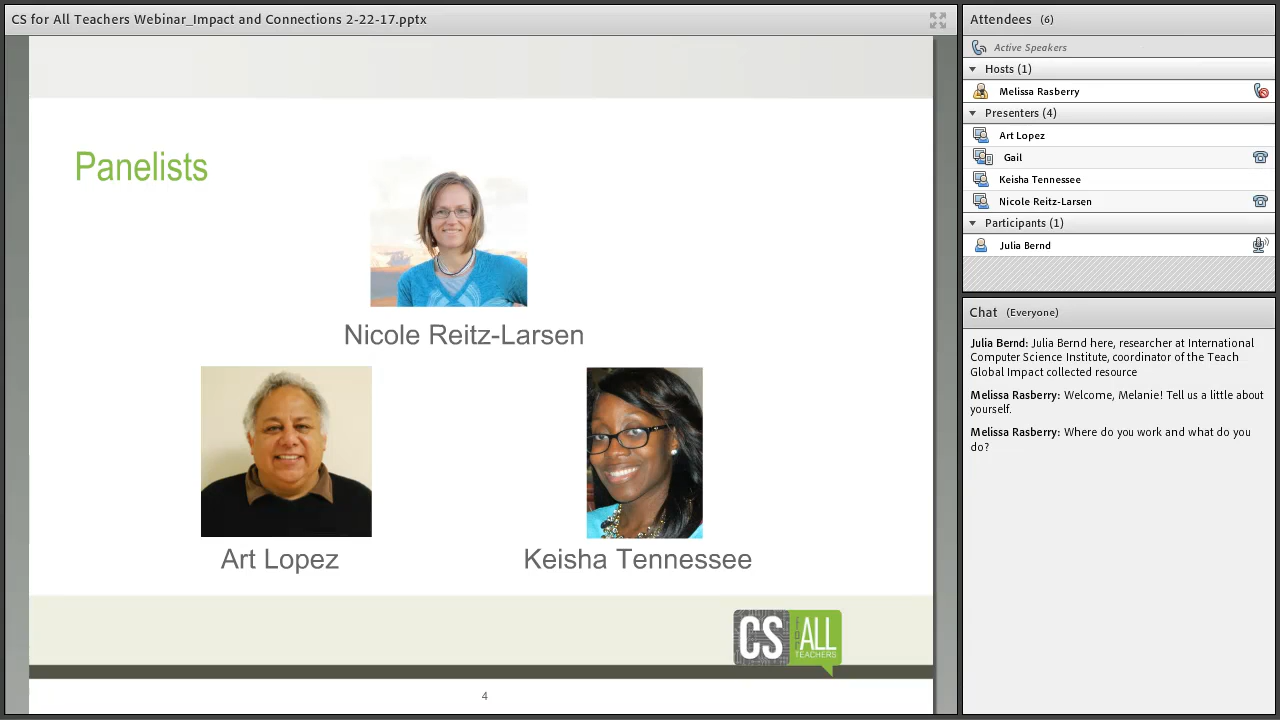 CS for All Teachers Webinar_Impact and Connections 2-22-17.pptx
Panelists
Nicole Reitz-Larsen
Art Lopez
Keisha Tennessee
CS
ALL
TEACHERS
4
Attendees (6)
Active Speakers
Hosts (1)
Melissa Rasberry
Presenters (4)
Art Lopez
Gail
Keisha Tennessee
Nicole Reitz-Larsen
Participants (1)
Julia Bernd
Chat (Everyone)
Julia Bernd: Julia Bernd here, researcher at International
Computer Science Institute, coordinator of the Teach
Global Impact collected resource
Melissa Rasberry: Welcome, Melanie! Tell us a little about
yourself.
Melissa Rasberry: Where do you work and what do you
do?